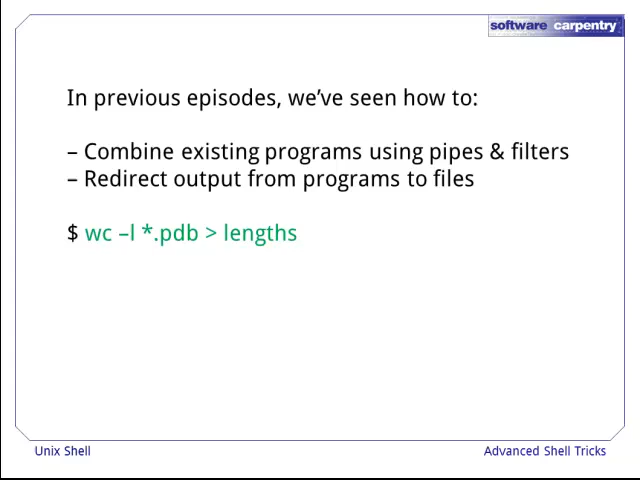 software carpentry
In previous episodes, we’ve seen how to:
– Combine existing programs using pipes & filters
– Redirect output from programs to files
$ wc –l *.pdb > lengths
Unix Shell
Advanced Shell Tricks